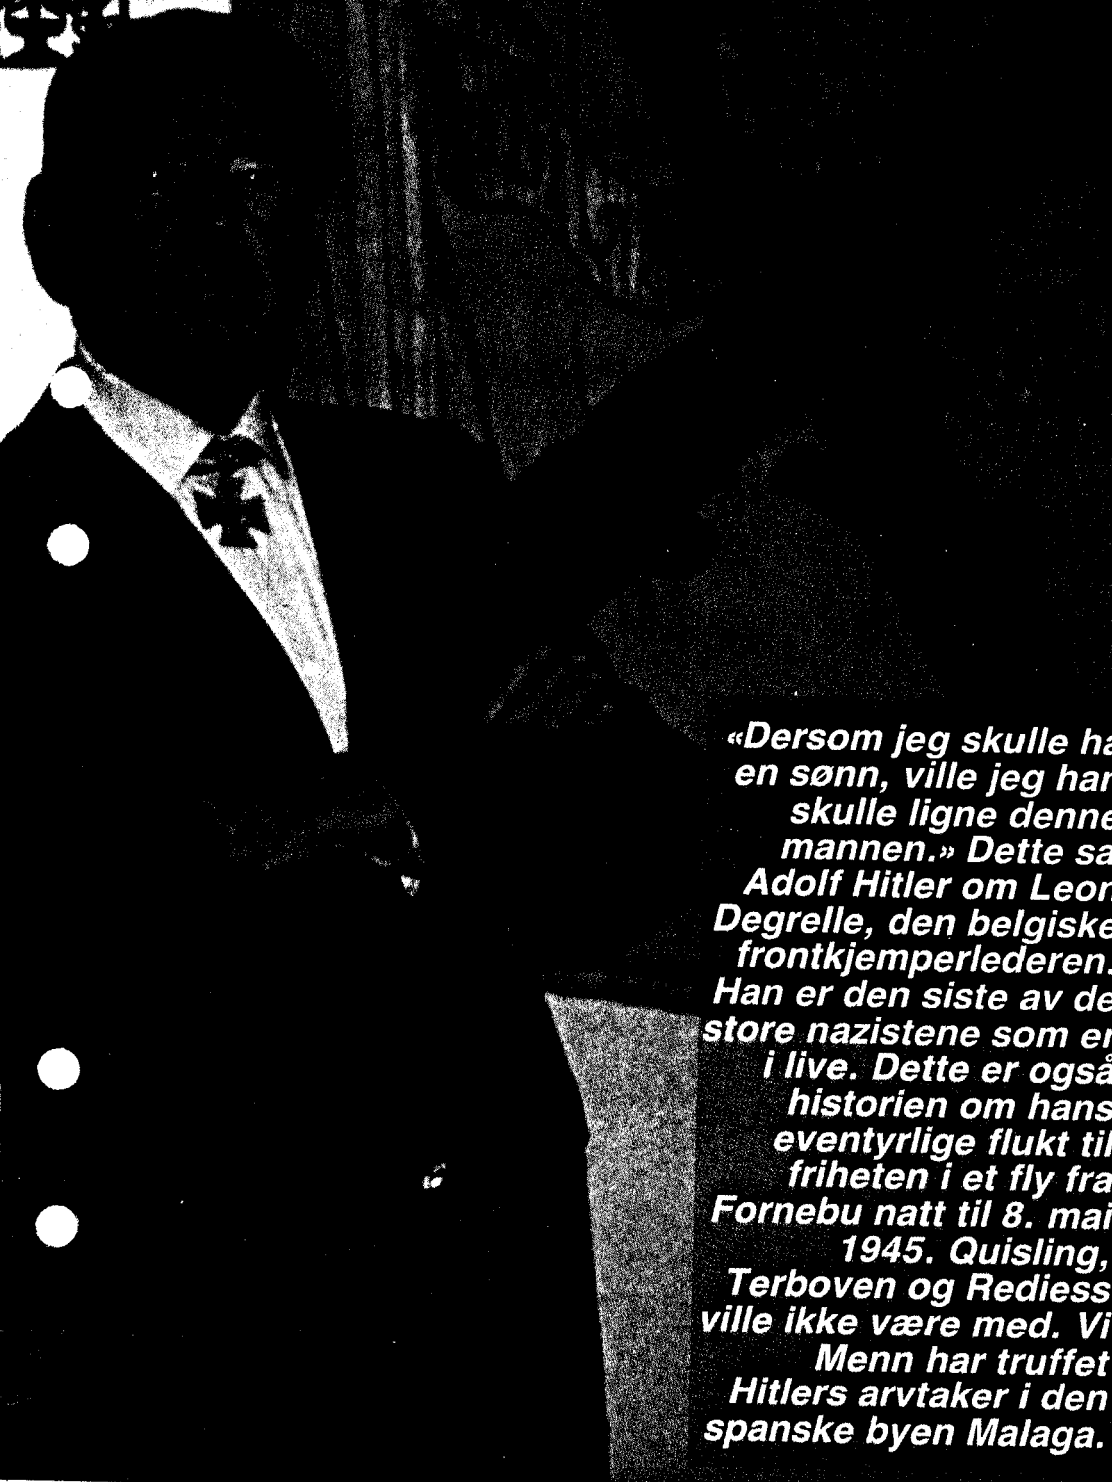 «Dersom jeg skulle ha
en sønn, ville jeg han
skulle ligne denne
mannen.» Dette sa
Adolf Hitler om Leon
Degrelle, den belgiske
frontkjemperlederen.
Han er den siste av de
store nazistene som er
i live. Dette er også
historien om hans
eventyrlige flukt til
friheten i et fly fra
Fornebu natt til 8. mai
1945. Quisling,
Terboven og Rediess
ville ikke være med. Vi
Menn har truffet
Hitlers arvtaker i den
spanske byen Malaga.